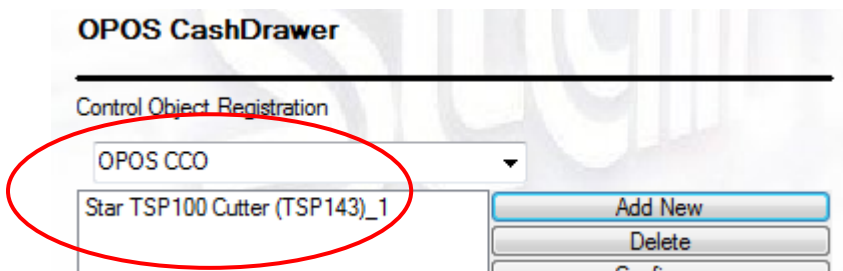 OPOS CashDrawer
Control Object Registration
OPOS CCO
Star TSP100 Cutter (TSP143)_1
Add New
Delete